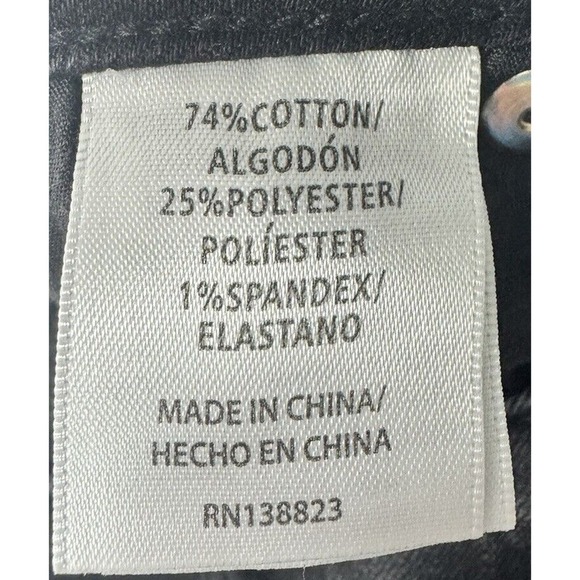 74%COTTON/
ALGODÓN
25%POLYESTER/
POLÍESTER
1%SPANDEX/
ELASTANO
MADE IN CHINA/
HECHO EN CHINA
RN138823